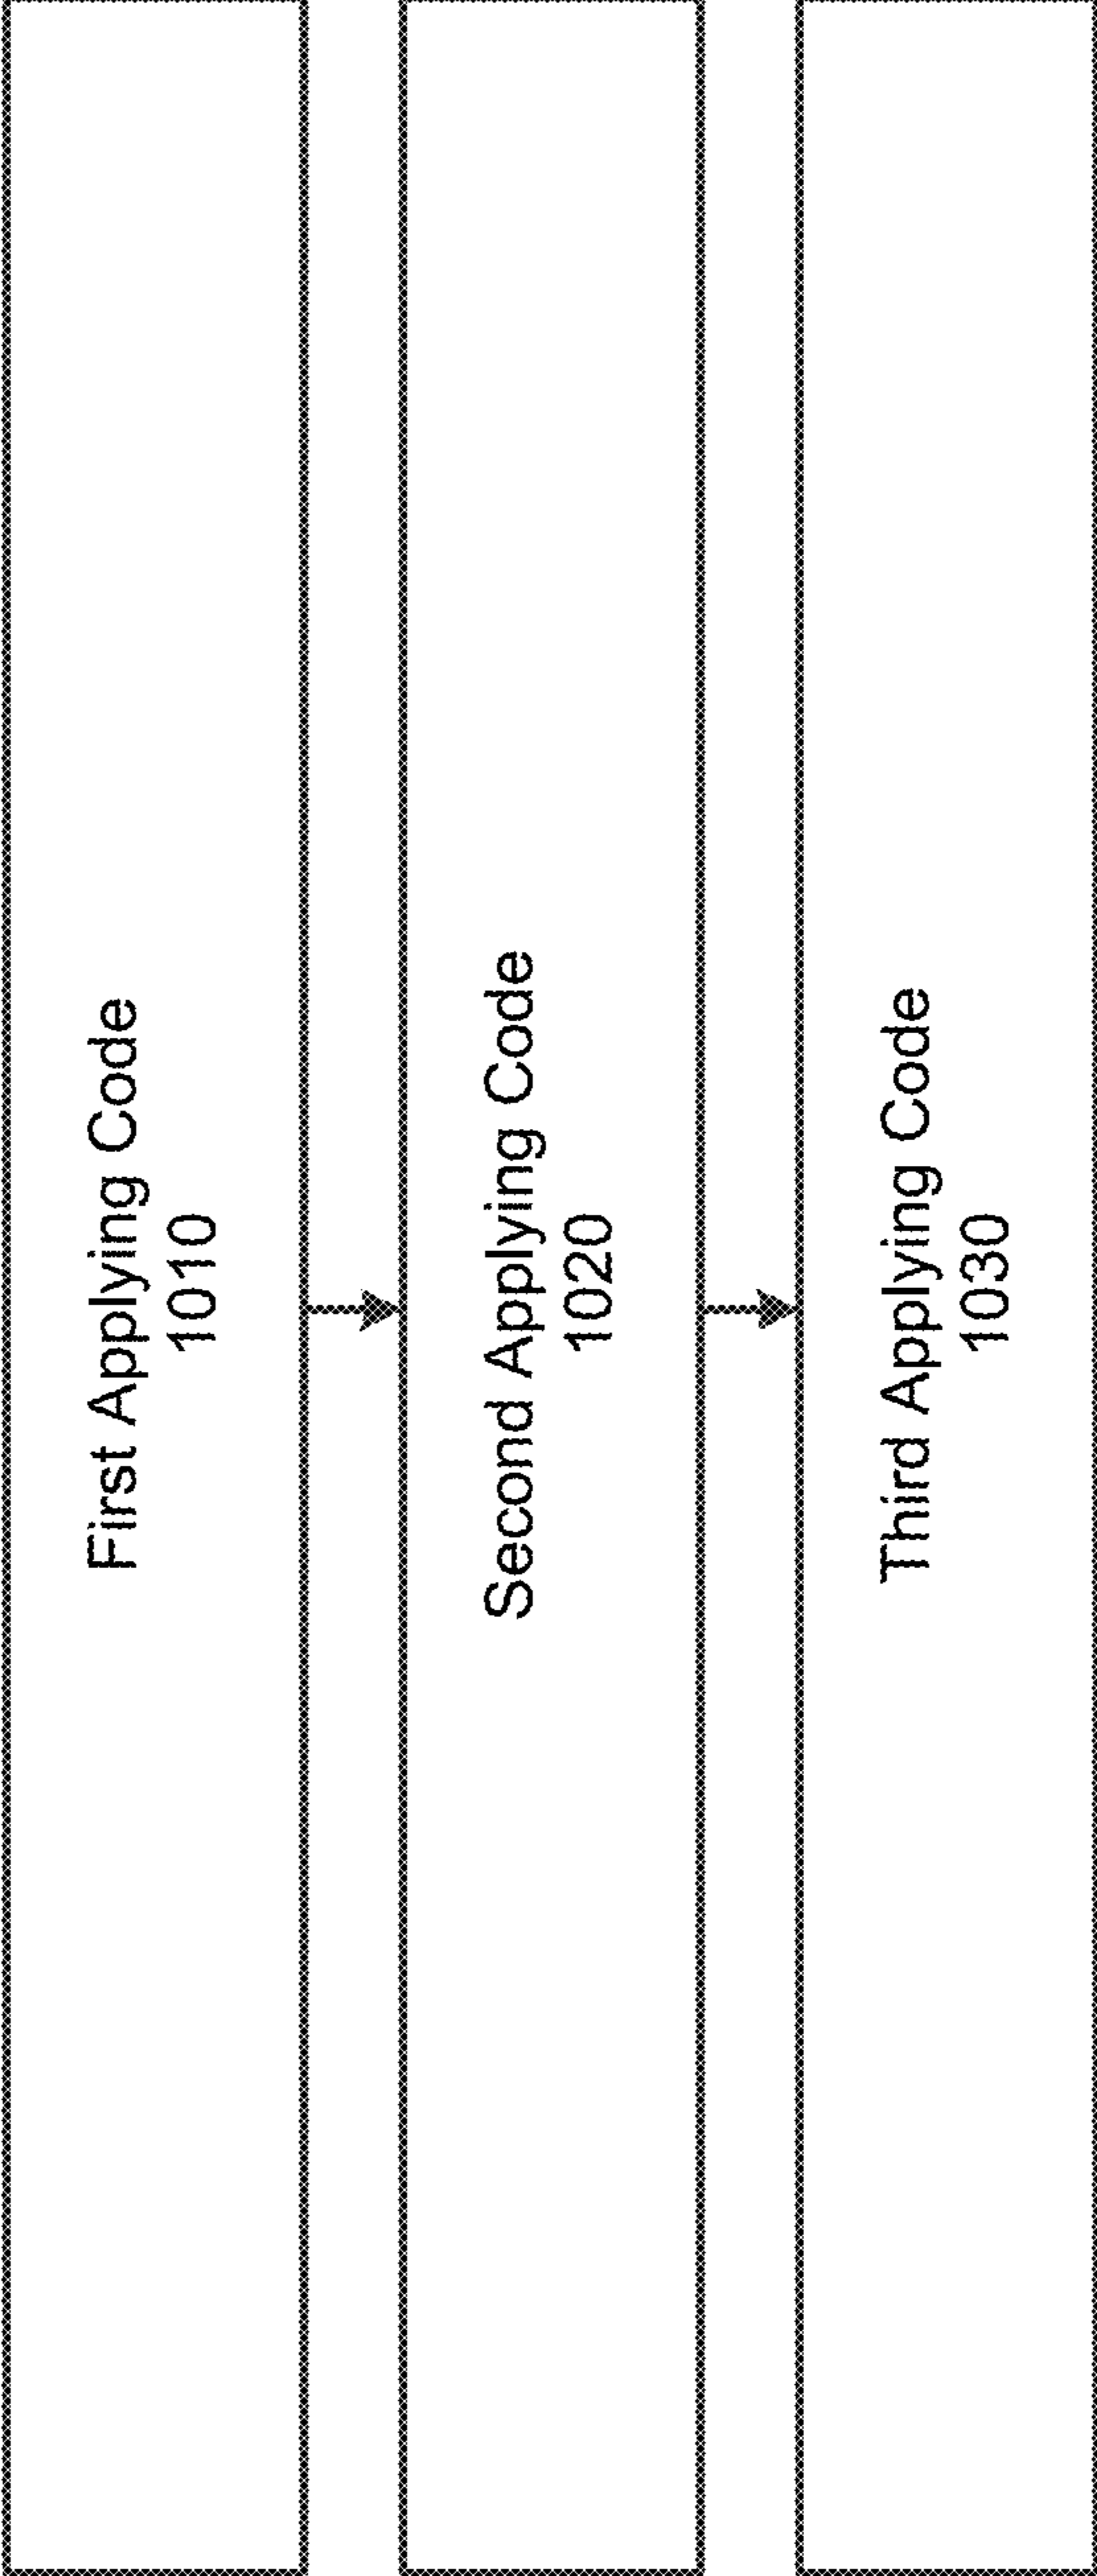 First Applying Code
1010
Second Applying Code
1020
Third Applying Code
1030